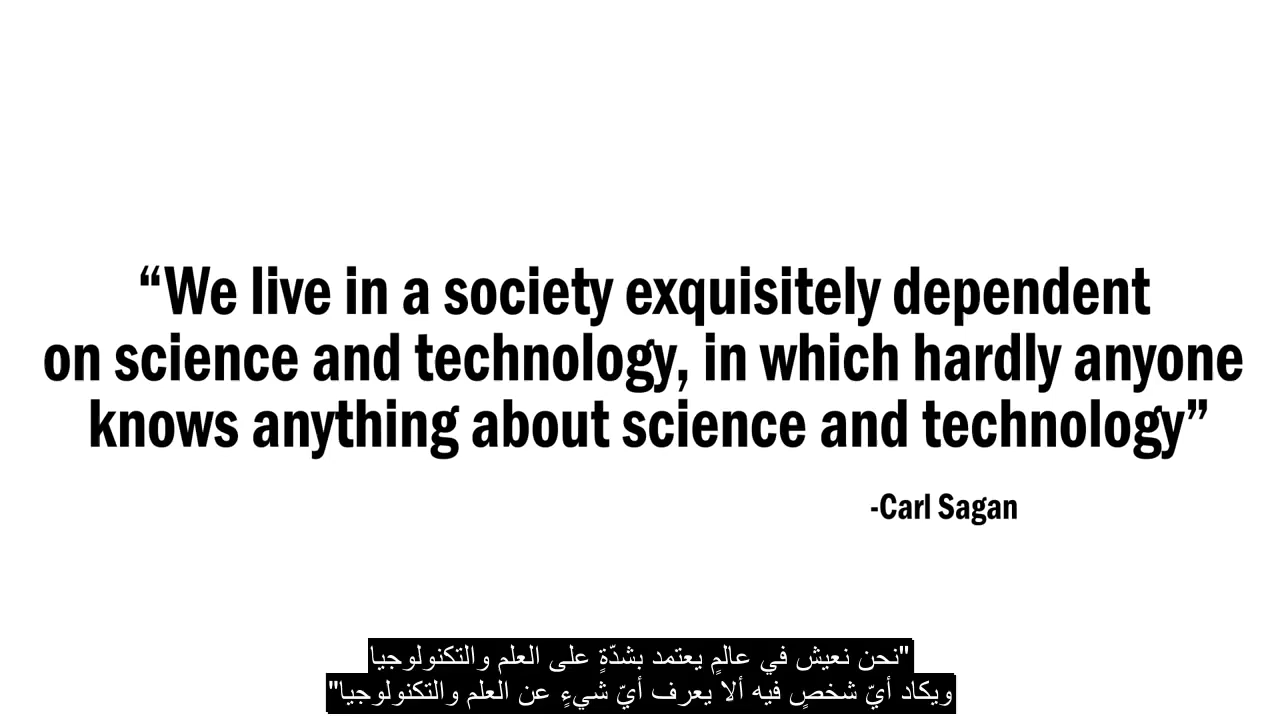 “We live in a society exquisitely dependent
on science and technology, in which hardly anyone
knows anything about science and technology”
-Carl Sagan
"نحن نعيش في عالمٍ يعتمد بشدّةٍ على العلم والتكنولوجيا
ويكاد أيّ شخصٍ فيه ألا يعرف أيّ شيءٍ عن العلم والتكنولوجيا"